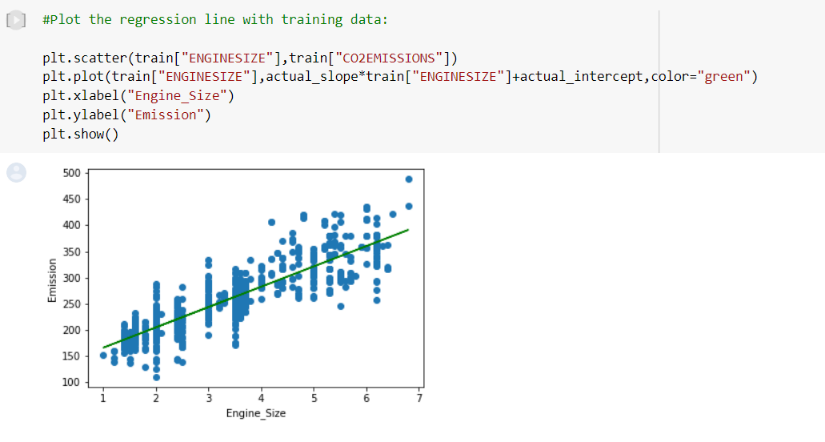 #Plot the regression line with training data:
plt.scatter(train["ENGINESIZE"],train["CO2EMISSIONS"])
plt.plot(train["ENGINESIZE"],actual_slope*train["ENGINESIZE"]+actual_intercept,color="green")
plt.xlabel("Engine_Size")
plt.ylabel("Emission")
plt.show()
500
450
400
350
300
250
200
150
100
Emission
1 2 3 4 5 6 7
Engine_Size